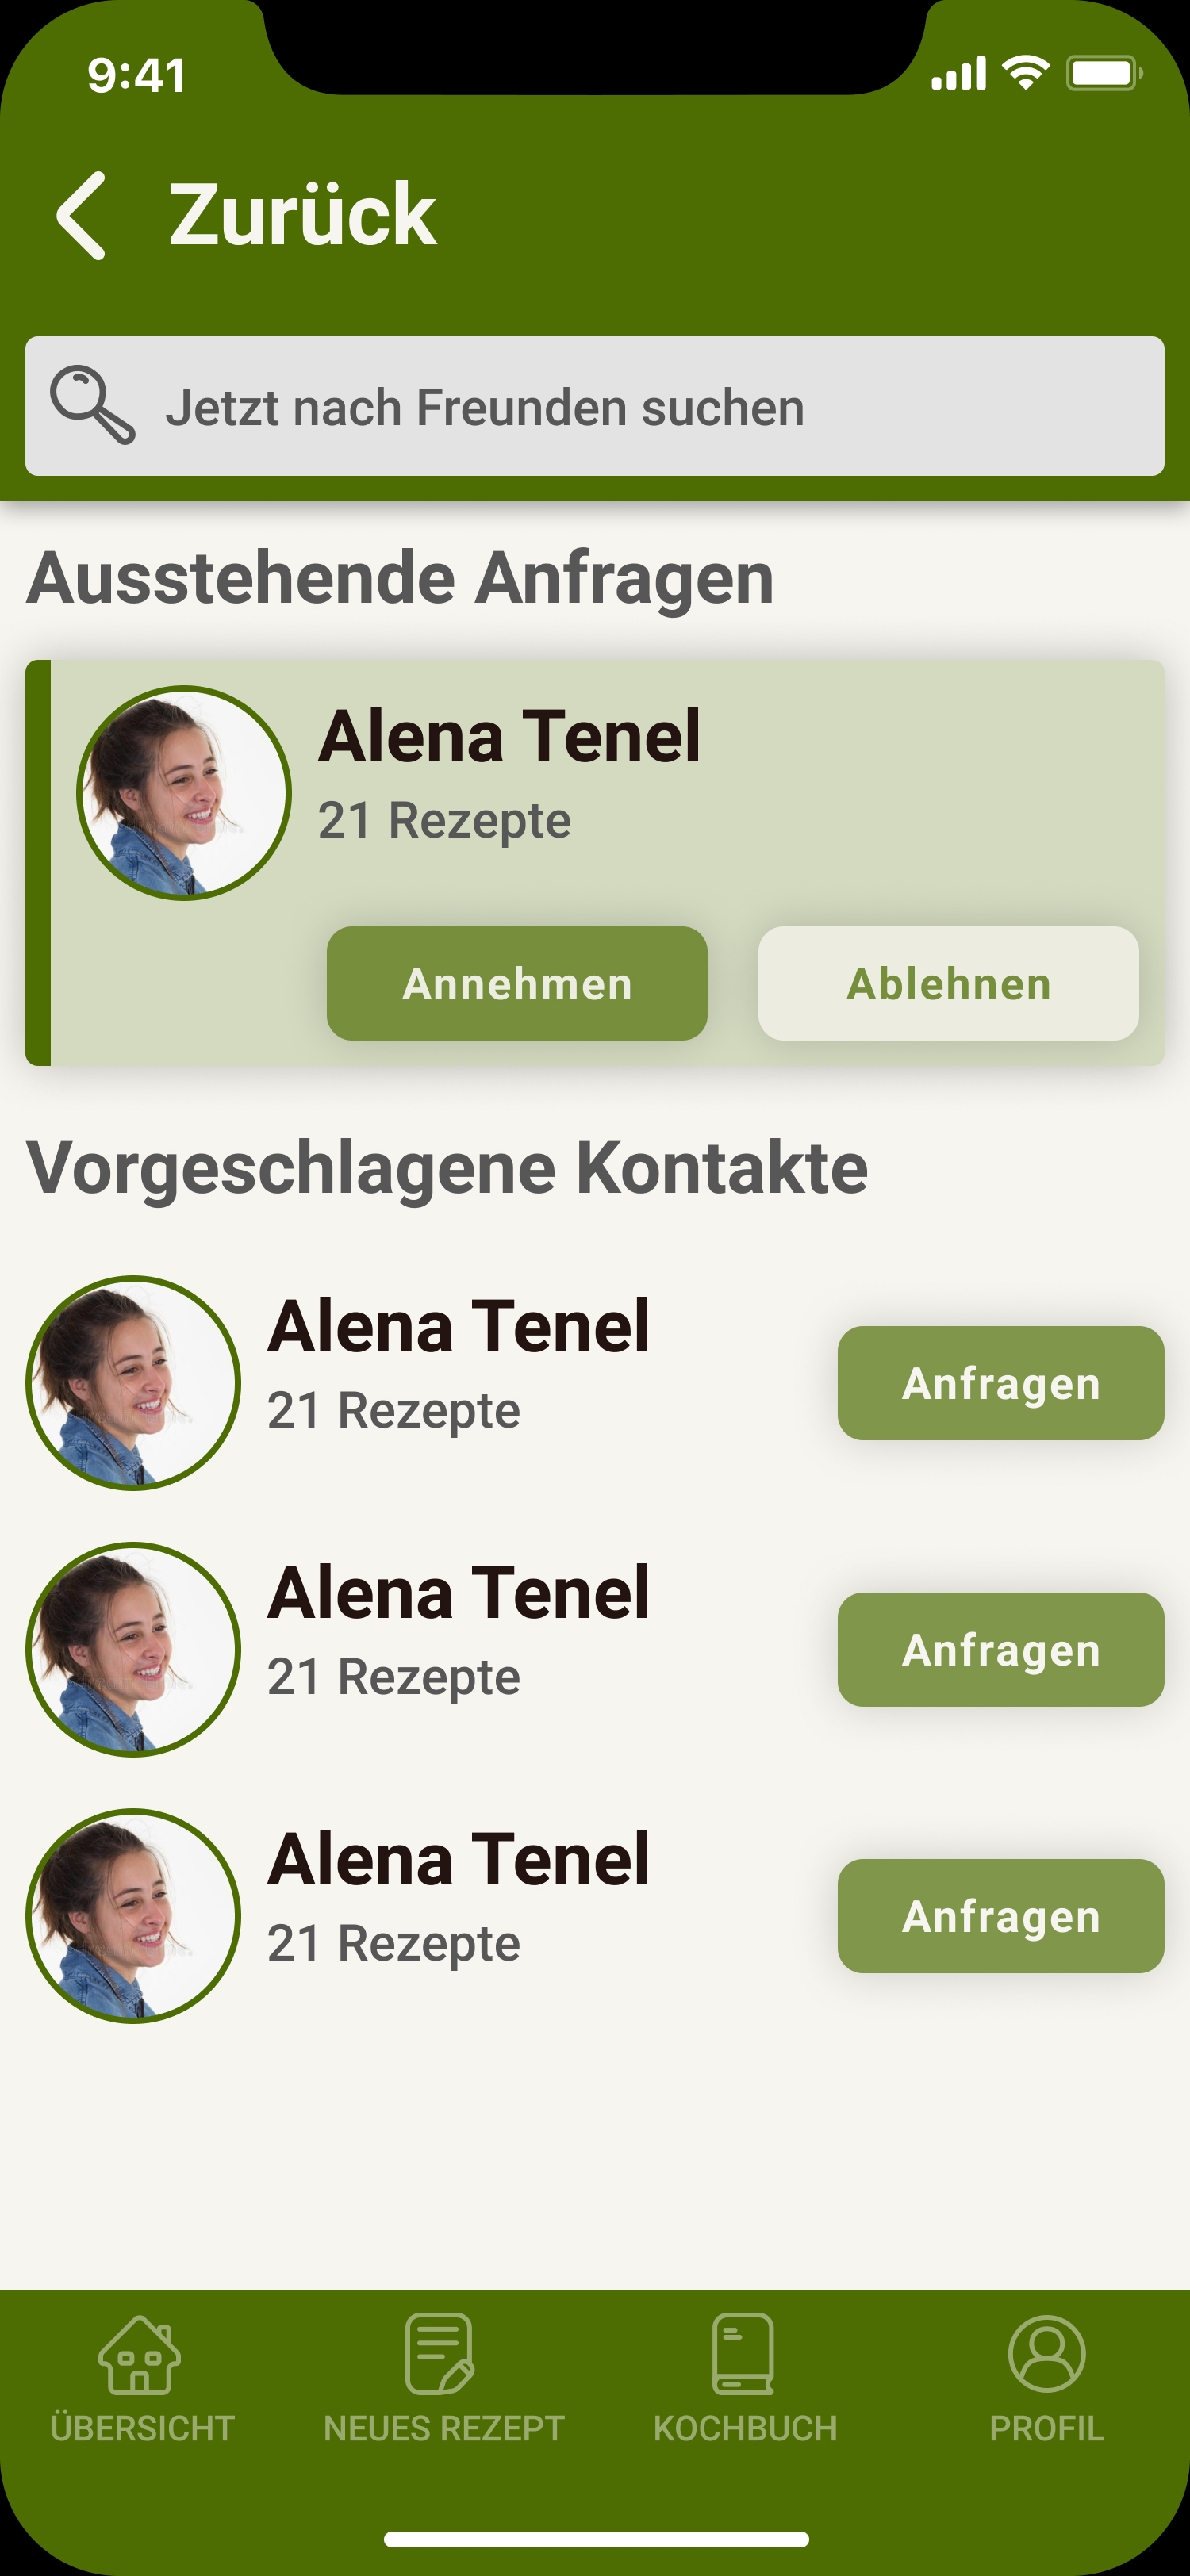 9:41
Zurück
Jetzt nach Freunden suchen
Ausstehende Anfragen
Alena Tenel
21 Rezepte
Annehmen
Ablehnen
Vorgeschlagene Kontakte
Alena Tenel
21 Rezepte
Anfragen
Alena Tenel
21 Rezepte
Anfragen
Alena Tenel
21 Rezepte
Anfragen
ÜBERSICHT
NEUES REZEPT
KOCHBUCH
PROFIL